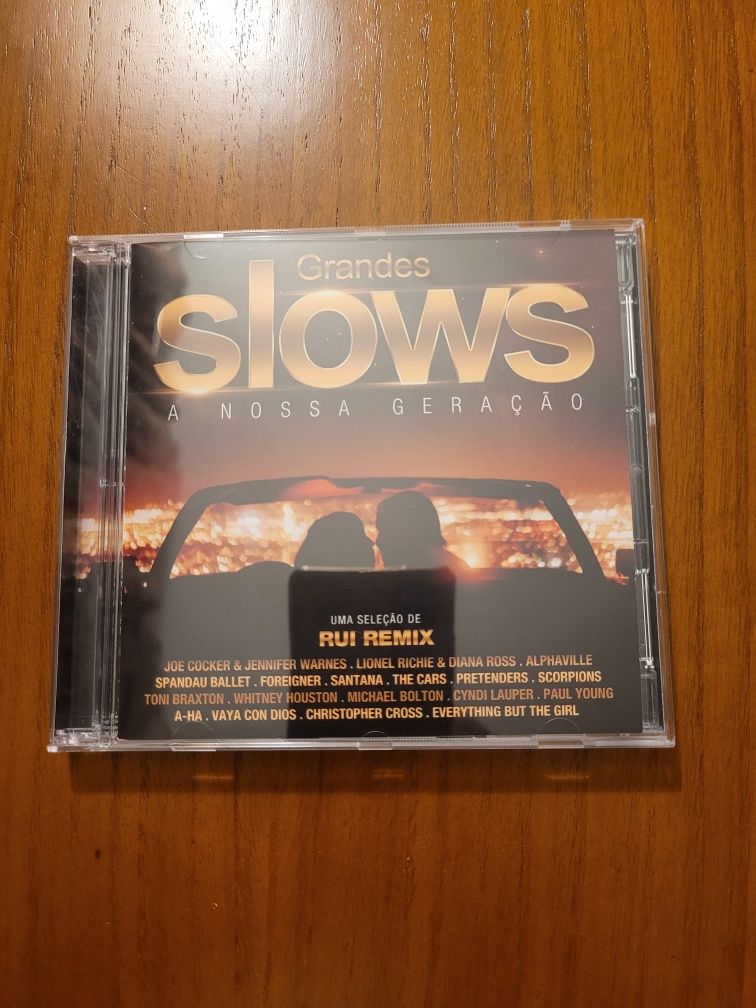 Grandes
slows
A NOSSA GERAÇÃO
UMA SELEÇÃO DE
RUI REMIX
JOE COCKER & JENNIFER WARNES . LIONEL RICHIE & DIANA ROSS . ALPHAVILLE
SPANDAU BALLET . FOREIGNER . SANTANA . THE CARS . PRETENDERS . SCORPIONS
TONI BRAXTON . WHITNEY HOUSTON . MICHAEL BOLTON . CYNDI LAUPER . PAUL YOUNG
A-HA . VAYA CON DIOS . CHRISTOPHER CROSS . EVERYTHING BUT THE GIRL